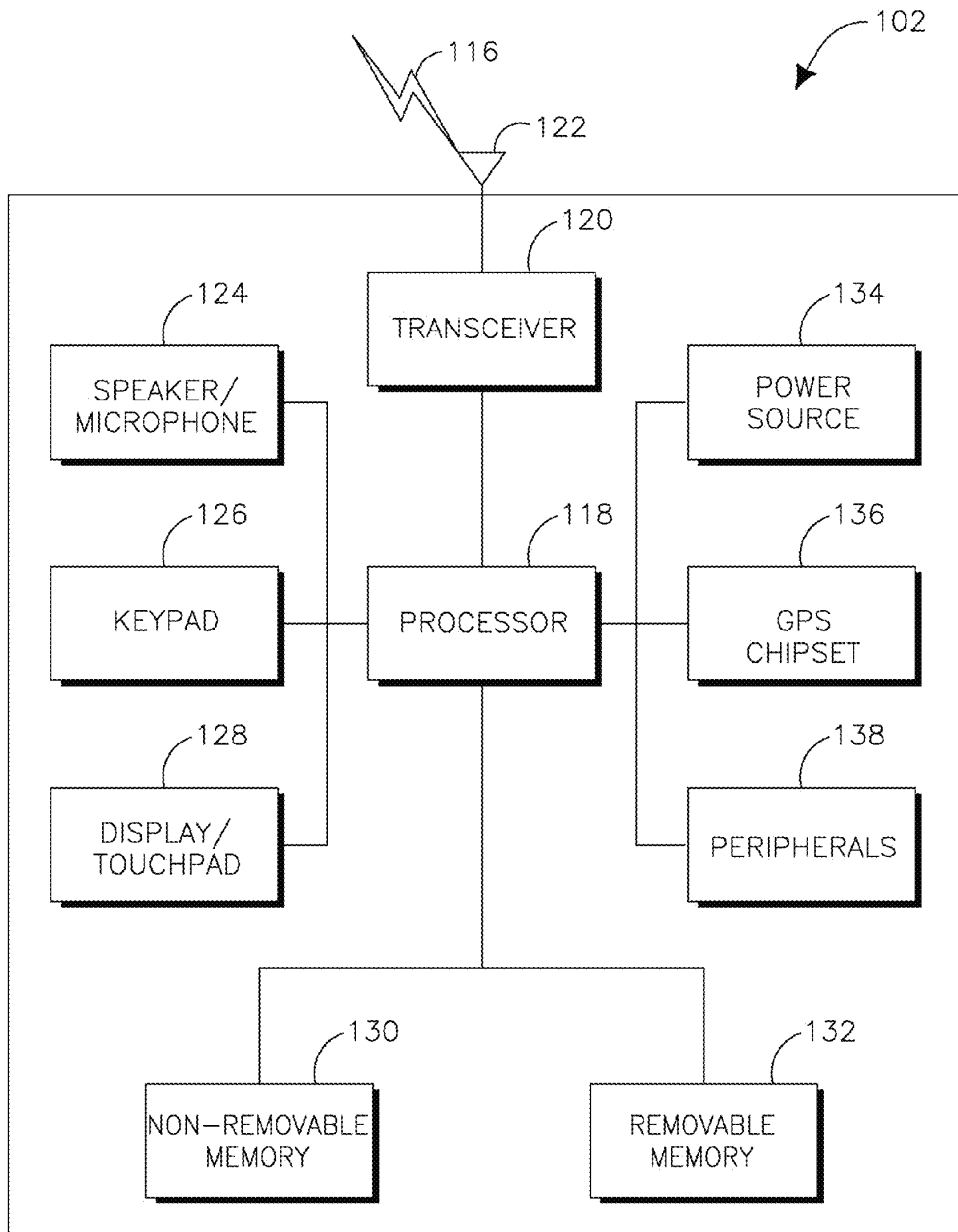 102
116
122
120
TRANSCEIVER
124
SPEAKER/
MICROPHONE
134
POWER
SOURCE
126
KEYPAD
118
PROCESSOR
136
GPS
CHIPSET
128
DISPLAY/
TOUCHPAD
138
PERIPHERALS
130
NON-REMOVABLE
MEMORY
132
REMOVABLE
MEMORY